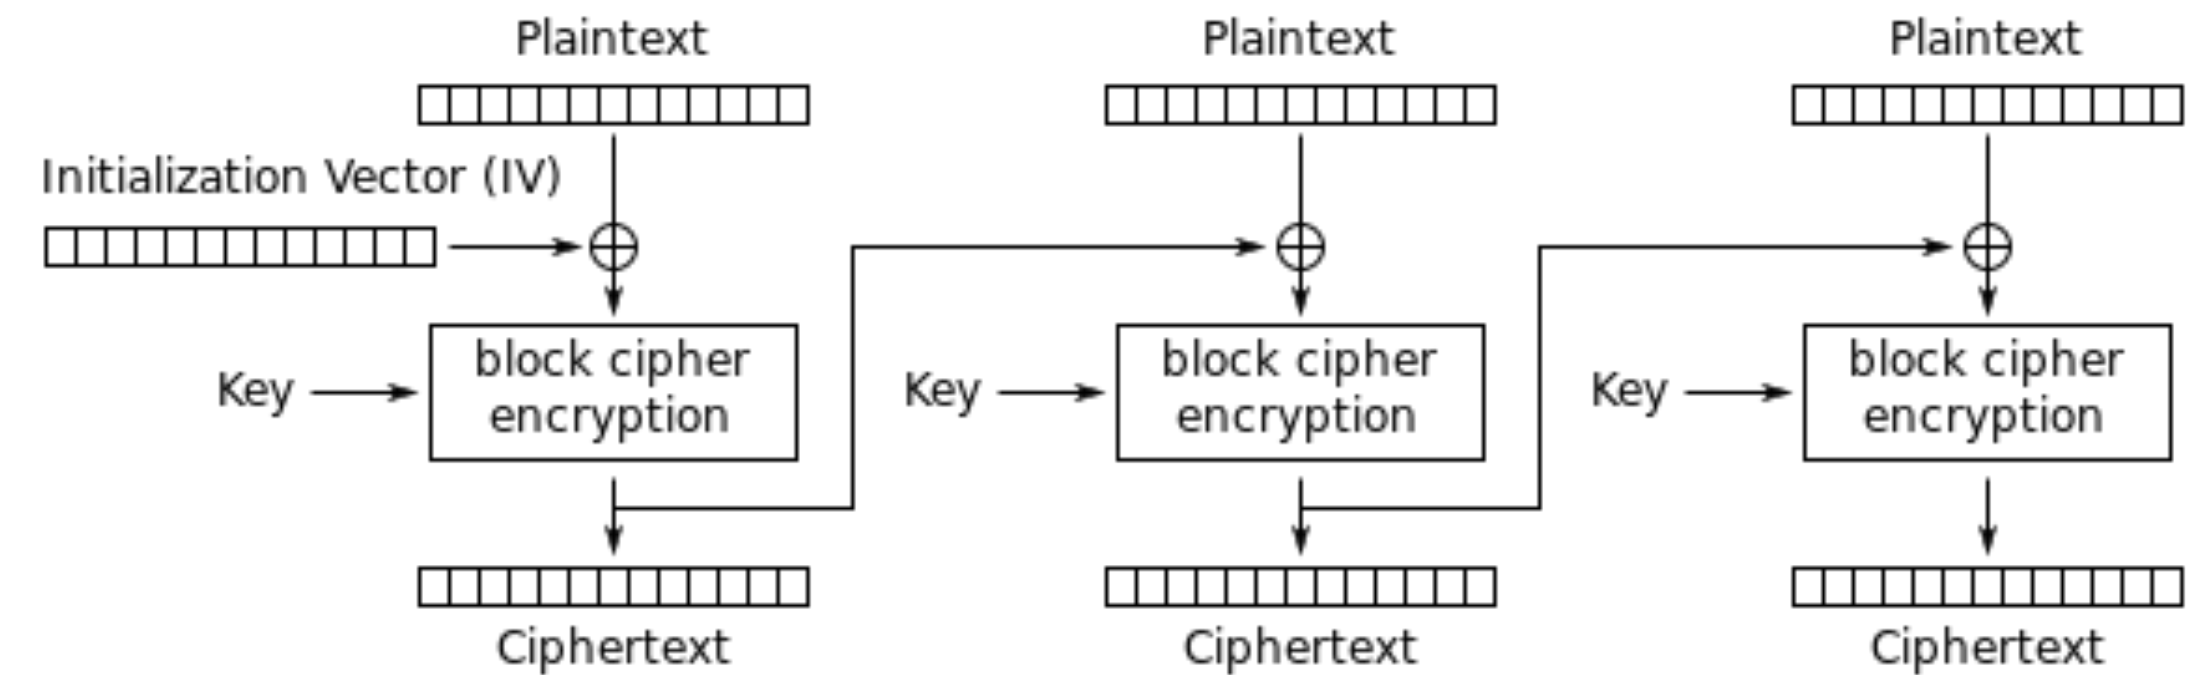 Plaintext
Plaintext
Plaintext
Initialization Vector (IV)
Key
block cipher
encryption
Key
block cipher
encryption
Key
block cipher
encryption
Ciphertext
Ciphertext
Ciphertext